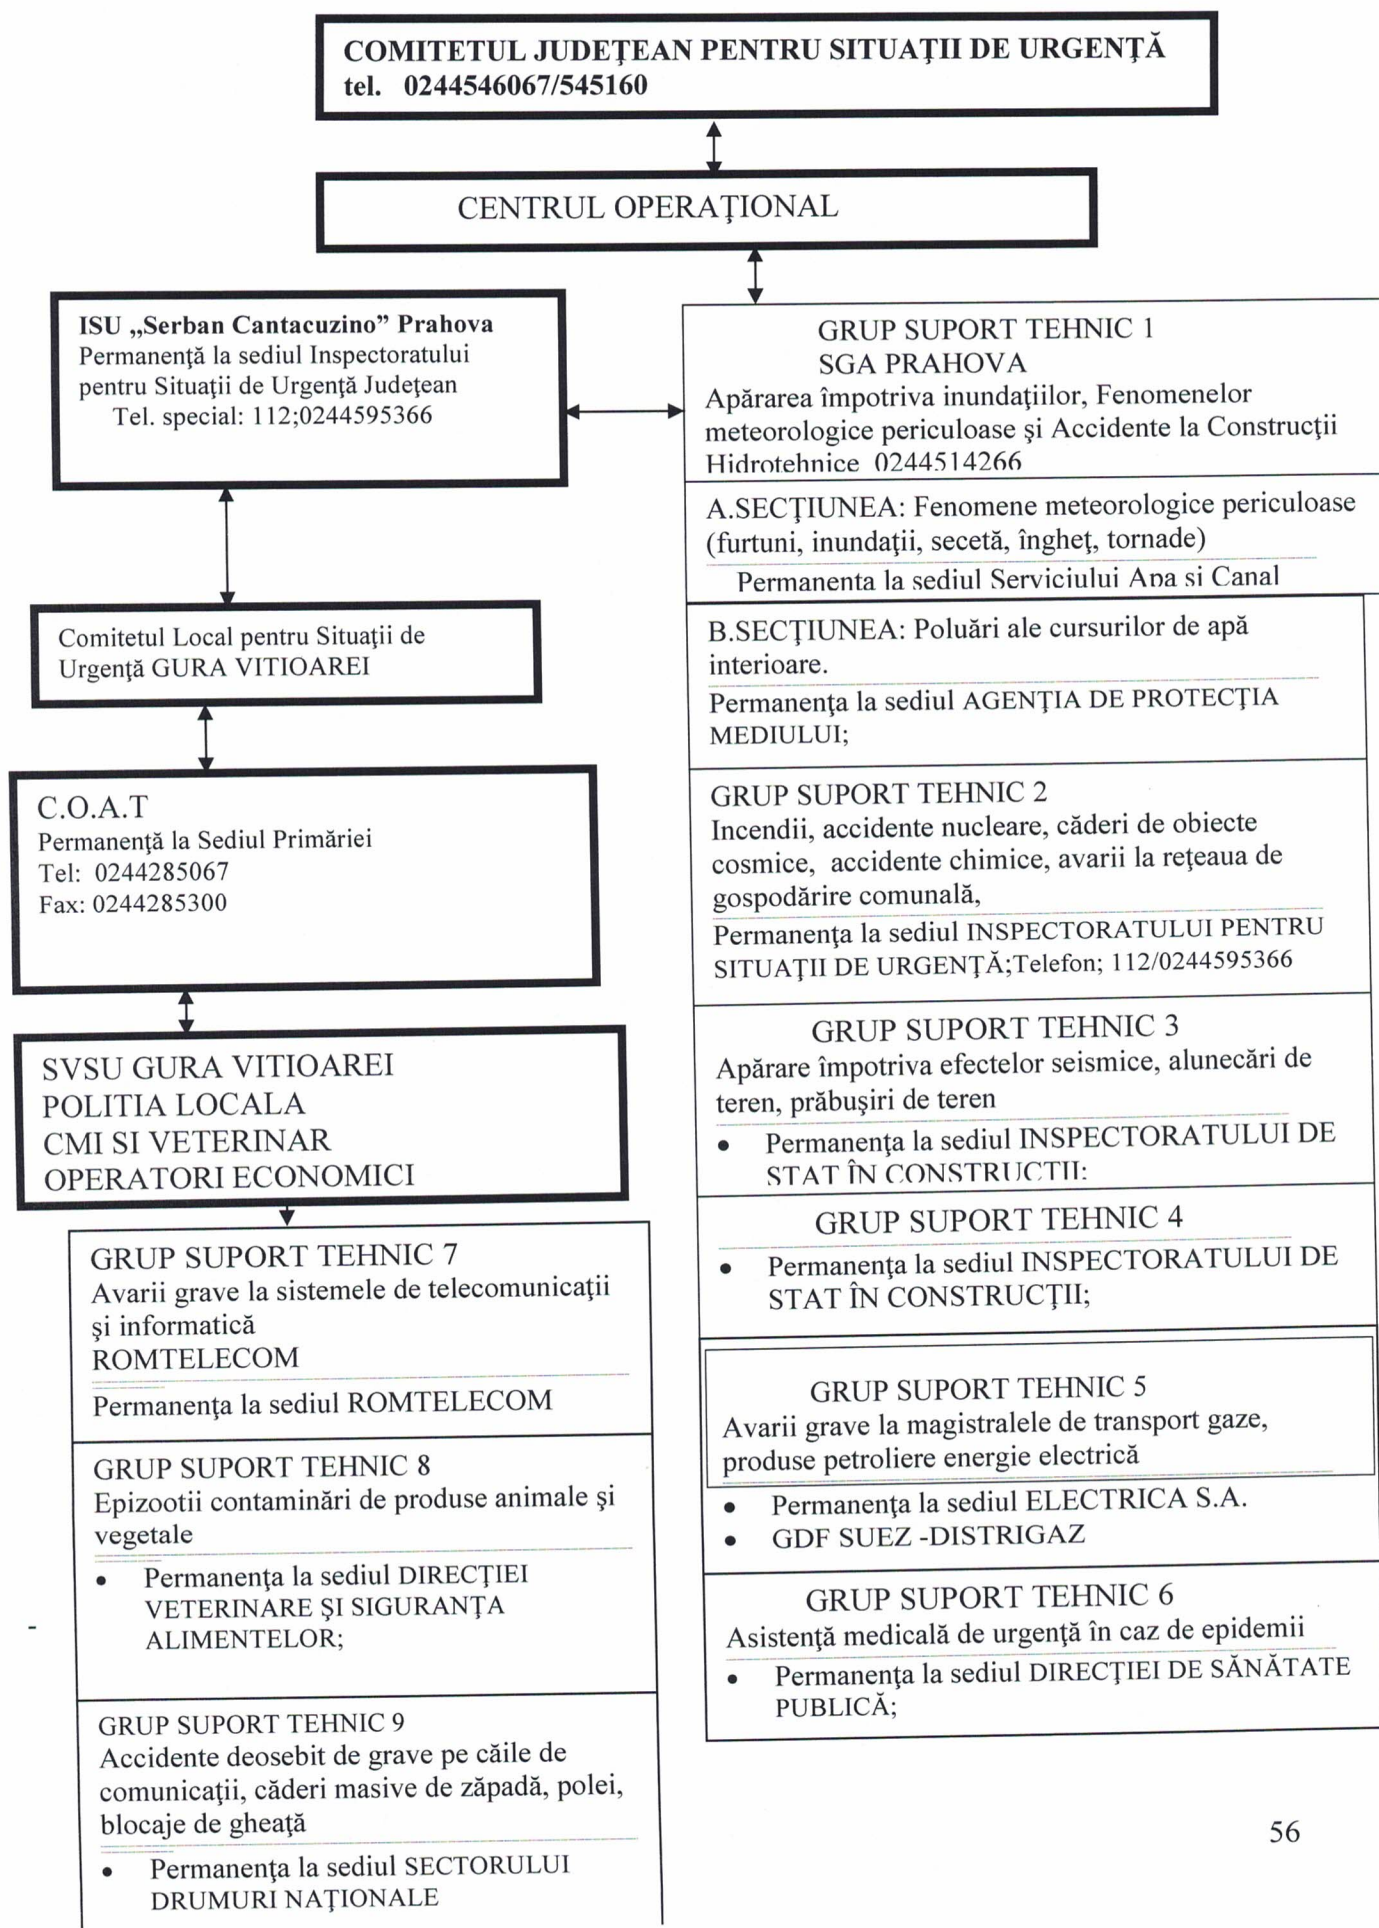 COMITETUL JUDEŢEAN PENTRU SITUAŢII DE URGENŢĂ
tel. 0244546067/545160
CENTRUL OPERAŢIONAL
ISU „Serban Cantacuzino” Prahova
Permanenţă la sediul Inspectoratului
pentru Situaţii de Urgenţă Judeţean
Tel. special: 112;0244595366
Comitetul Local pentru Situaţii de
Urgenţă GURA VITIOAREI
C.O.A.T
Permanenţă la Sediul Primăriei
Tel: 0244285067
Fax: 0244285300
SVSU GURA VITIOAREI
POLITIA LOCALA
CMI SI VETERINAR
OPERATORI ECONOMICI
GRUP SUPORT TEHNIC 7
Avarii grave la sistemele de telecomunicaţii
şi informatică
ROMTELECOM
Permanenţa la sediul ROMTELECOM
GRUP SUPORT TEHNIC 8
Epizootii contaminări de produse animale şi
vegetale
• Permanenţa la sediul DIRECŢIEI
VETERINARE ŞI SIGURANŢA
ALIMENTELOR;
GRUP SUPORT TEHNIC 9
Accidente deosebit de grave pe căile de
comunicaţii, căderi masive de zăpadă, polei,
blocaje de gheaţă
• Permanenţa la sediul SECTORULUI
DRUMURI NAŢIONALE
GRUP SUPORT TEHNIC 1
SGA PRAHOVA
Apărarea împotriva inundaţiilor, Fenomenelor
meteorologice periculoase şi Accidente la Construcţii
Hidrotehnice 0244514266
A.SECŢIUNEA: Fenomene meteorologice periculoase
(furtuni, inundaţii, secetă, îngheţ, tornade)
Permanenta la sediul Serviciului Apa si Canal
B.SECŢIUNEA: Poluări ale cursurilor de apă
interioare.
Permanenţa la sediul AGENŢIA DE PROTECŢIA
MEDIULUI;
GRUP SUPORT TEHNIC 2
Incendii, accidente nucleare, căderi de obiecte
cosmice, accidente chimice, avarii la reţeaua de
gospodărire comunală,
Permanenţa la sediul INSPECTORATULUI PENTRU
SITUAŢII DE URGENŢĂ;Telefon; 112/0244595366
GRUP SUPORT TEHNIC 3
Apărare împotriva efectelor seismice, alunecări de
teren, prăbuşiri de teren
• Permanenţa la sediul INSPECTORATULUI DE
STAT ÎN CONSTRUCTII:
GRUP SUPORT TEHNIC 4
• Permanenţa la sediul INSPECTORATULUI DE
STAT ÎN CONSTRUCŢII;
GRUP SUPORT TEHNIC 5
Avarii grave la magistralele de transport gaze,
produse petroliere energie electrică
• Permanenţa la sediul ELECTRICA S.A.
• GDF SUEZ -DISTRIGAZ
GRUP SUPORT TEHNIC 6
Asistenţă medicală de urgenţă în caz de epidemii
• Permanenţa la sediul DIRECŢIEI DE SĂNĂTATE
PUBLICĂ;
56